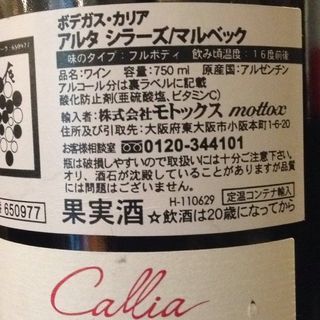 ボデガス・カリア
アルタ シラーズ/マルベック
味のタイプ:フルボディ 飲み頃温度:16度前後
品名:ワイン 容量:750ml 原産国:アルゼンチン
アルコール分は裏ラベルに記載
酸化防止剤(亜硫酸塩、ビタミンC)
輸入者:株式会社モトックス mottox
住所及び引取先:大阪府東大阪市小阪本町1-6-20
お客様相談室 0120-344101
瓶は破損しやすいので取扱いには十分ご注意下さい。
オリ、酒石が沈殿していることがありますが品質
には問題はございません。
番 650977
H-110629 定温コンテナ輸入
果実酒 ☆飲酒は20歳になってから
Callia